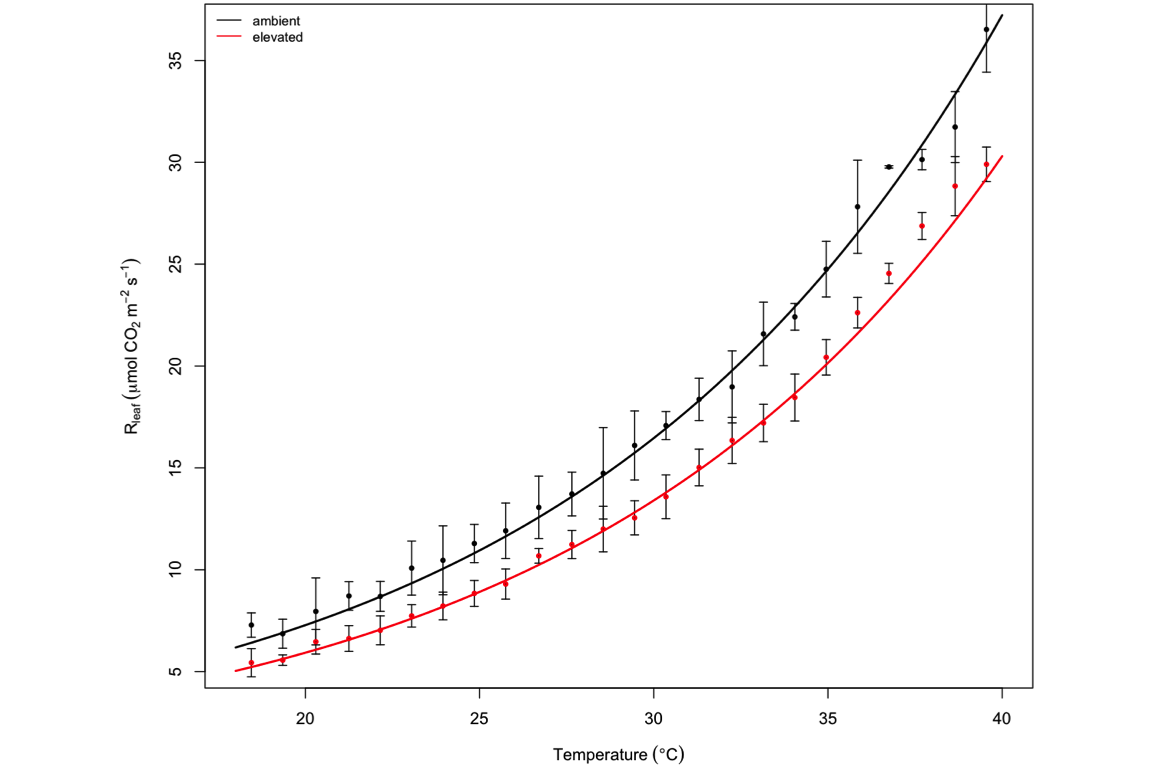 ambient
elevated
35
30
25
20
15
10
5
R_leaf (μmol CO₂ m⁻² s⁻¹)
20 25 30 35 40
Temperature (°C)